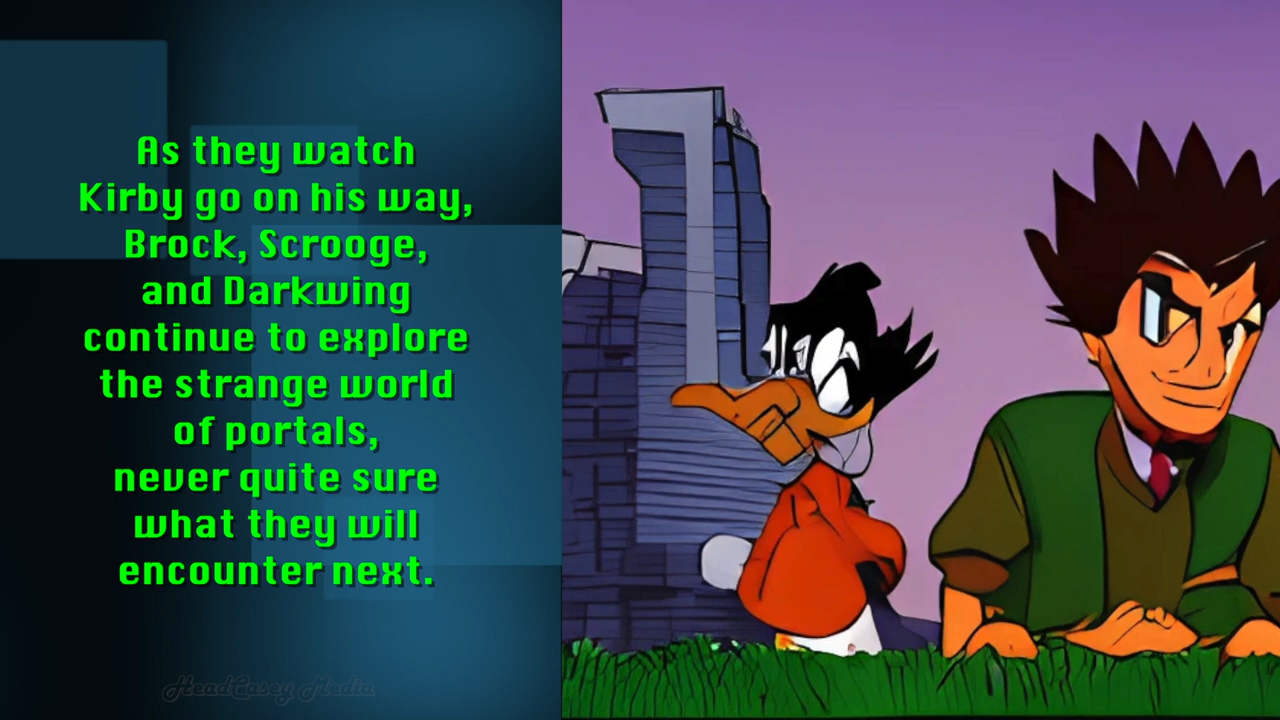 As they watch
Kirby go on his way,
Brock, Scrooge,
and Darkwing
continue to explore
the strange world
of portals,
never quite sure
what they will
encounter next.
HeadCasey Media